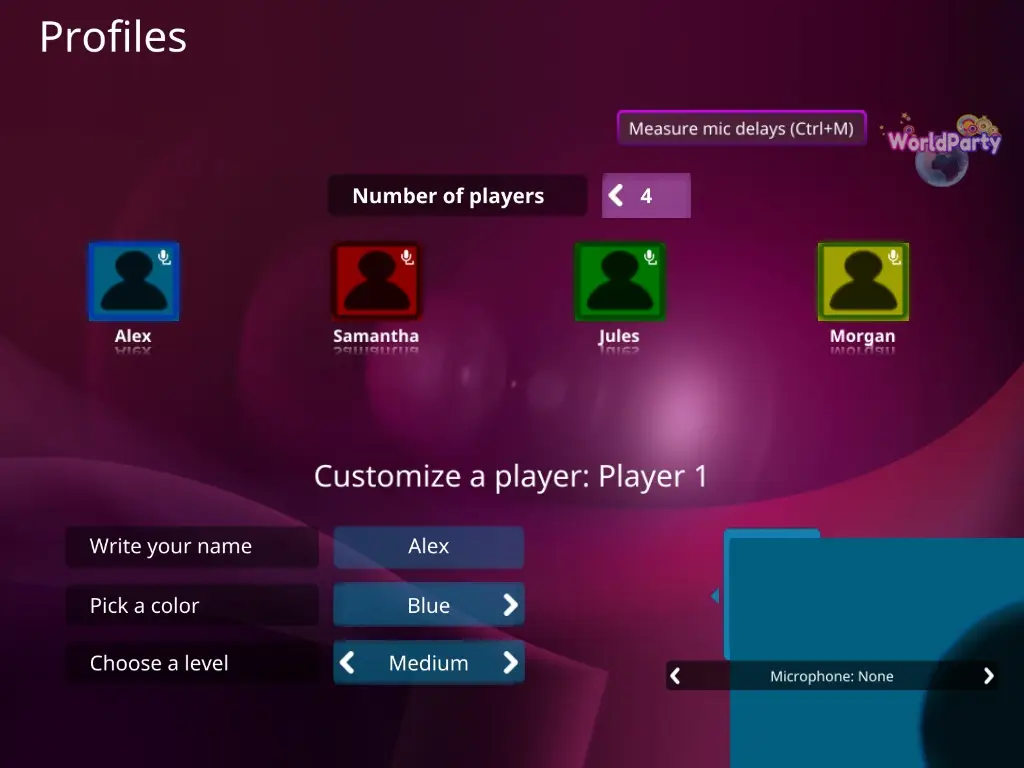 Profiles
Measure mic delays (Ctrl+M)
WorldParty
Number of players
4
Alex
Samantha
Jules
Morgan
Customize a player: Player 1
Write your name
Alex
Pick a color
Blue
Choose a level
Medium
Microphone: None